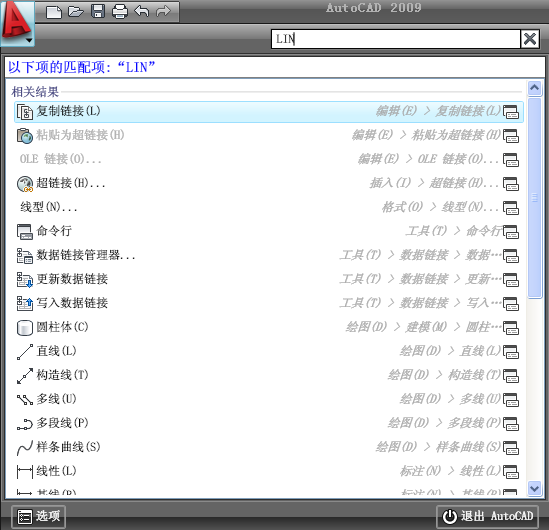 AutoCAD 2009
LIN
以下项的匹配项:“LIN”
相关结果
复制链接(L) 编辑(E) > 复制链接(L)
粘贴为超链接(H) 编辑(E) > 粘贴为超链接(H)
OLE 链接(O)... 编辑(E) > OLE 链接(O)...
超链接(H)... 插入(I) > 超链接(H)...
线型(N)... 格式(O) > 线型(N)...
命令行 工具(T) > 命令行
数据链接管理器... 工具(T) > 数据链接 > 数据…
更新数据链接 工具(T) > 数据链接 > 更新…
写入数据链接 工具(T) > 数据链接 > 写入…
圆柱体(C) 绘图(D) > 建模(M) > 圆柱…
直线(L) 绘图(D) > 直线(L)
构造线(T) 绘图(D) > 构造线(T)
多线(U) 绘图(D) > 多线(U)
多段线(P) 绘图(D) > 多段线(P)
样条曲线(S) 绘图(D) > 样条曲线(S)
线性(L) 标注(N) > 线性(L)
基线(B) 标注(N) > 基线(B)
选项 退出 AutoCAD